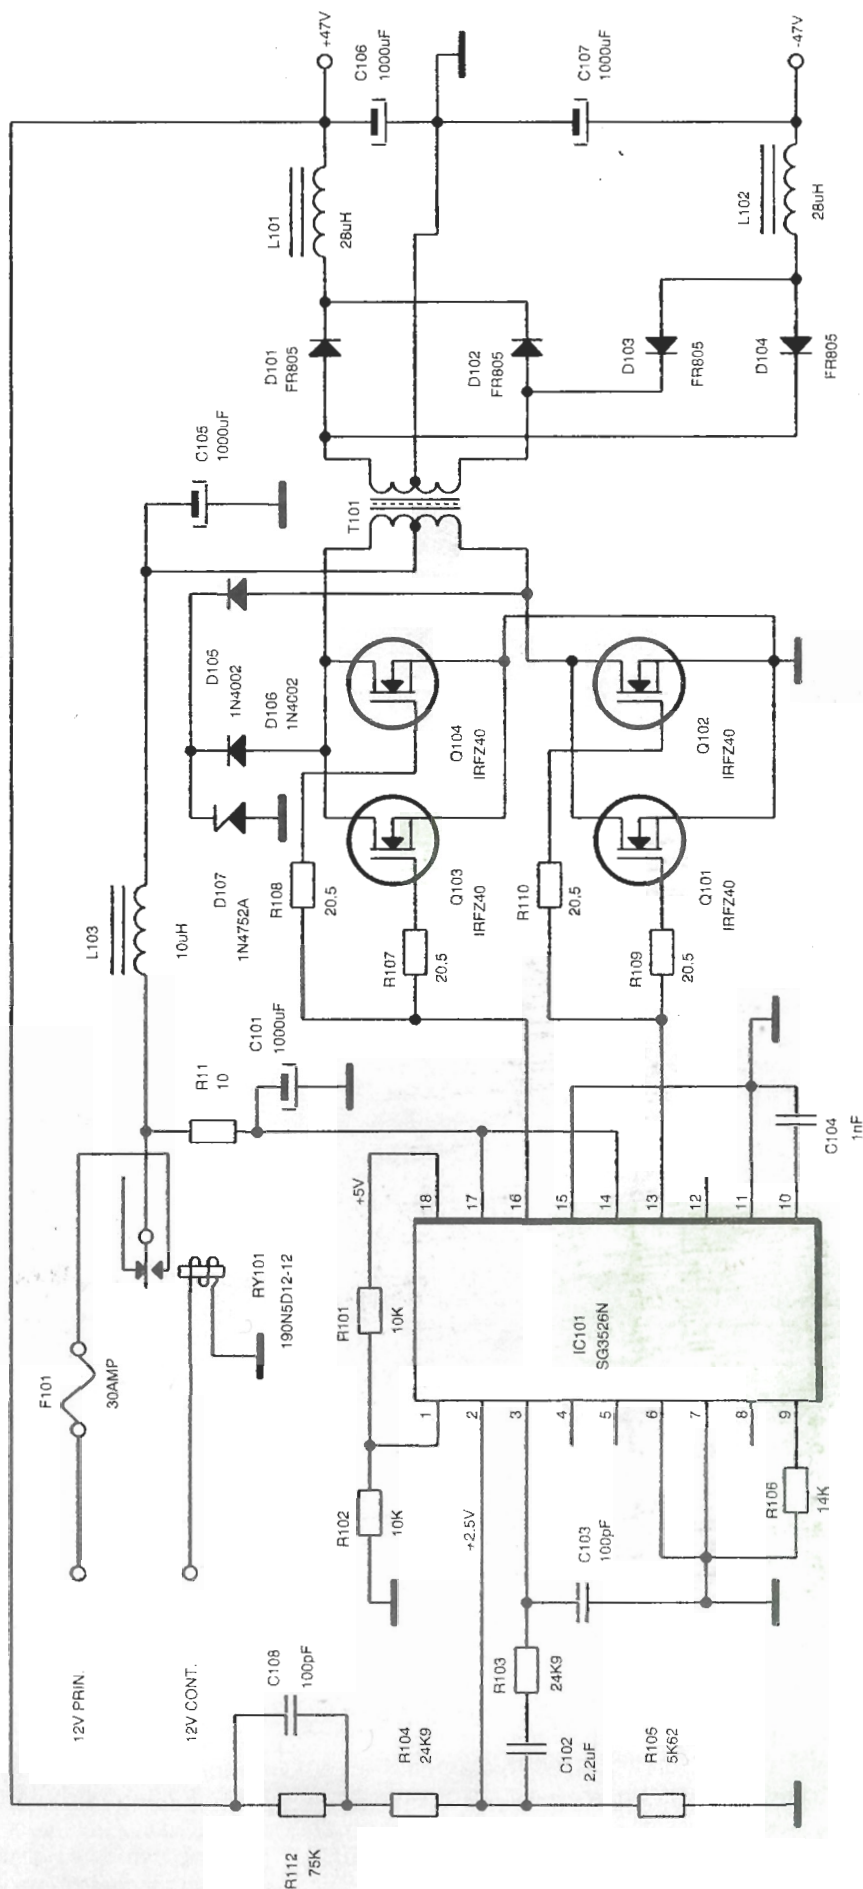 12V PRIN.
12V CONT.
F101
30AMP
RY101
190N5D12-12
R11
10
C101
1000uF
L103
10uH
D107
1N4752A
D105
1N4002
D106
1N4002
C105
1000uF
T101
D101
FR805
D102
FR805
D103
FR805
D104
FR805
L101
28uH
L102
28uH
C106
1000uF
C107
1000uF
+47V
-47V
R108
20.5
R107
20.5
Q103
IRFZ40
Q104
IRFZ40
R110
20.5
R109
20.5
Q101
IRFZ40
Q102
IRFZ40
+5V
R101
10K
R102
10K
+2.5V
IC101
SG3526N
1
2
3
4
5
6
7
8
9
18
17
16
15
14
13
12
11
10
C104
1nF
R106
14K
C103
100pF
R103
24K9
C102
2.2uF
R105
5K62
R104
24K9
C108
100pF
R112
75K